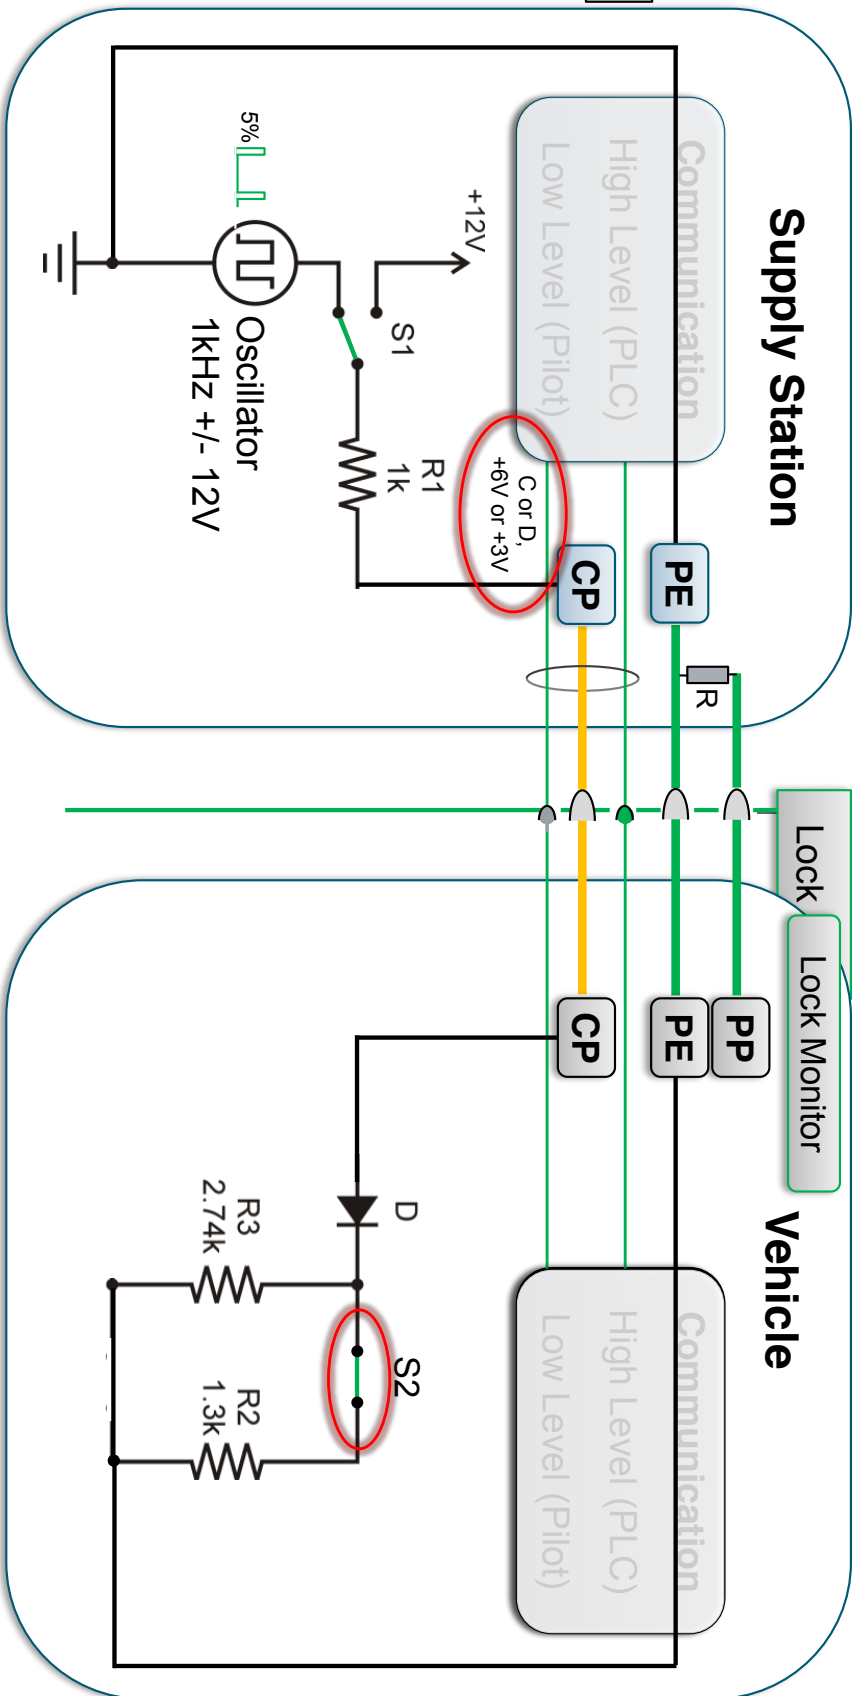 Supply Station
Communication
High Level (PLC)
Low Level (Pilot)
+12V
5%
S1
Oscillator
1kHz +/- 12V
R1
1k
C or D,
+6V or +3V
CP
PE
R
Lock
Lock Monitor
CP
PE
PP
Vehicle
D
R3
2.74k
S2
R2
1.3k
Communication
High Level (PLC)
Low Level (Pilot)